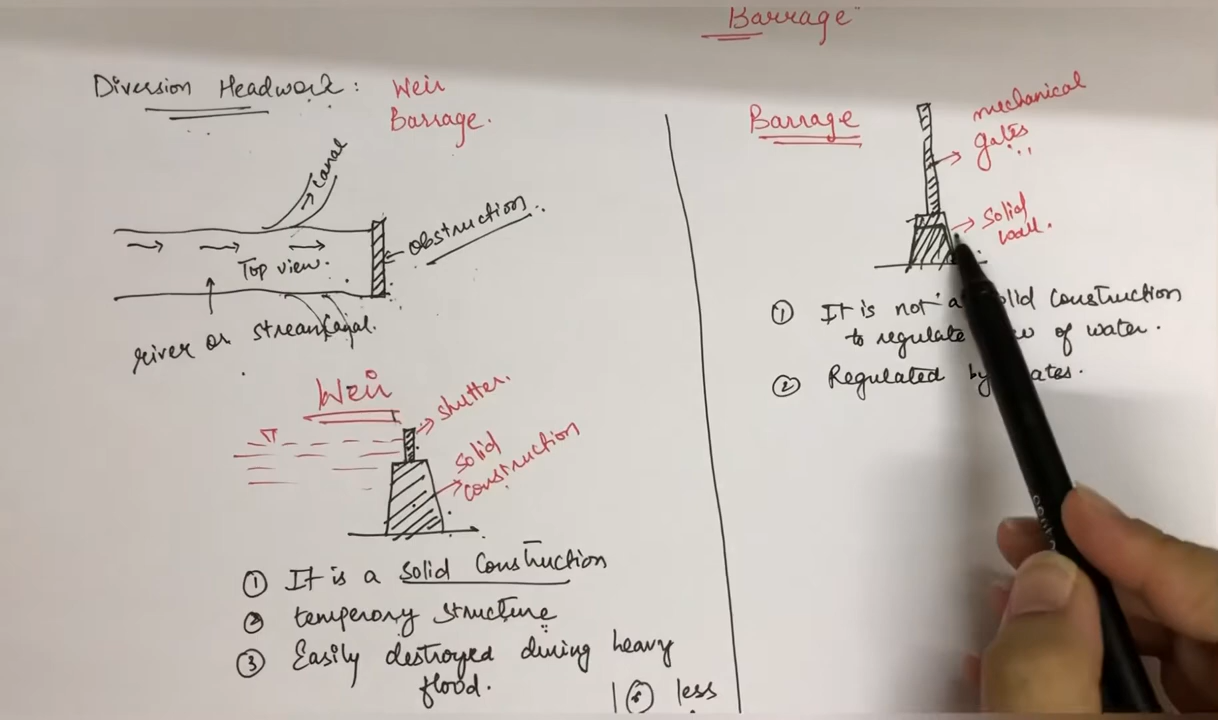 Barrage
Diversion Headwork: Weir
Barrage.
canal
obstruction.
Top view.
river or stream
Canal.
Weir
shutter.
solid
construction
① It is a solid construction
② temporary structure
③ Easily destroyed during heavy
flood.
less
Barrage
mechanical
gates
solid
wall.
① It is not a solid construction
to regulate of water.
② Regulated by gates.